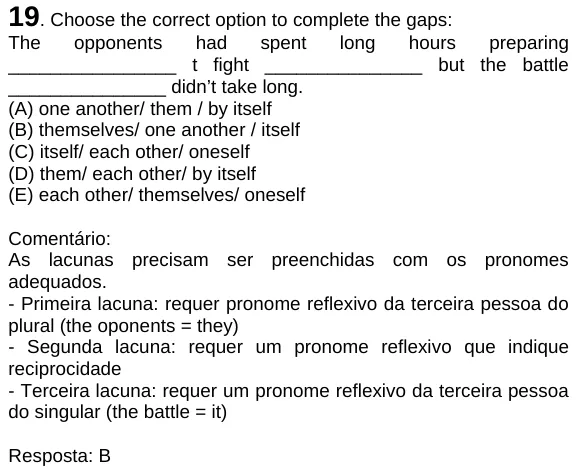 19. Choose the correct option to complete the gaps:
The opponents had spent long hours preparing
________________ t fight _______________ but the battle
_______________ didn’t take long.
(A) one another/ them / by itself
(B) themselves/ one another / itself
(C) itself/ each other/ oneself
(D) them/ each other/ by itself
(E) each other/ themselves/ oneself
Comentário:
As lacunas precisam ser preenchidas com os pronomes
adequados.
- Primeira lacuna: requer pronome reflexivo da terceira pessoa do
plural (the oponents = they)
- Segunda lacuna: requer um pronome reflexivo que indique
reciprocidade
- Terceira lacuna: requer um pronome reflexivo da terceira pessoa
do singular (the battle = it)
Resposta: B